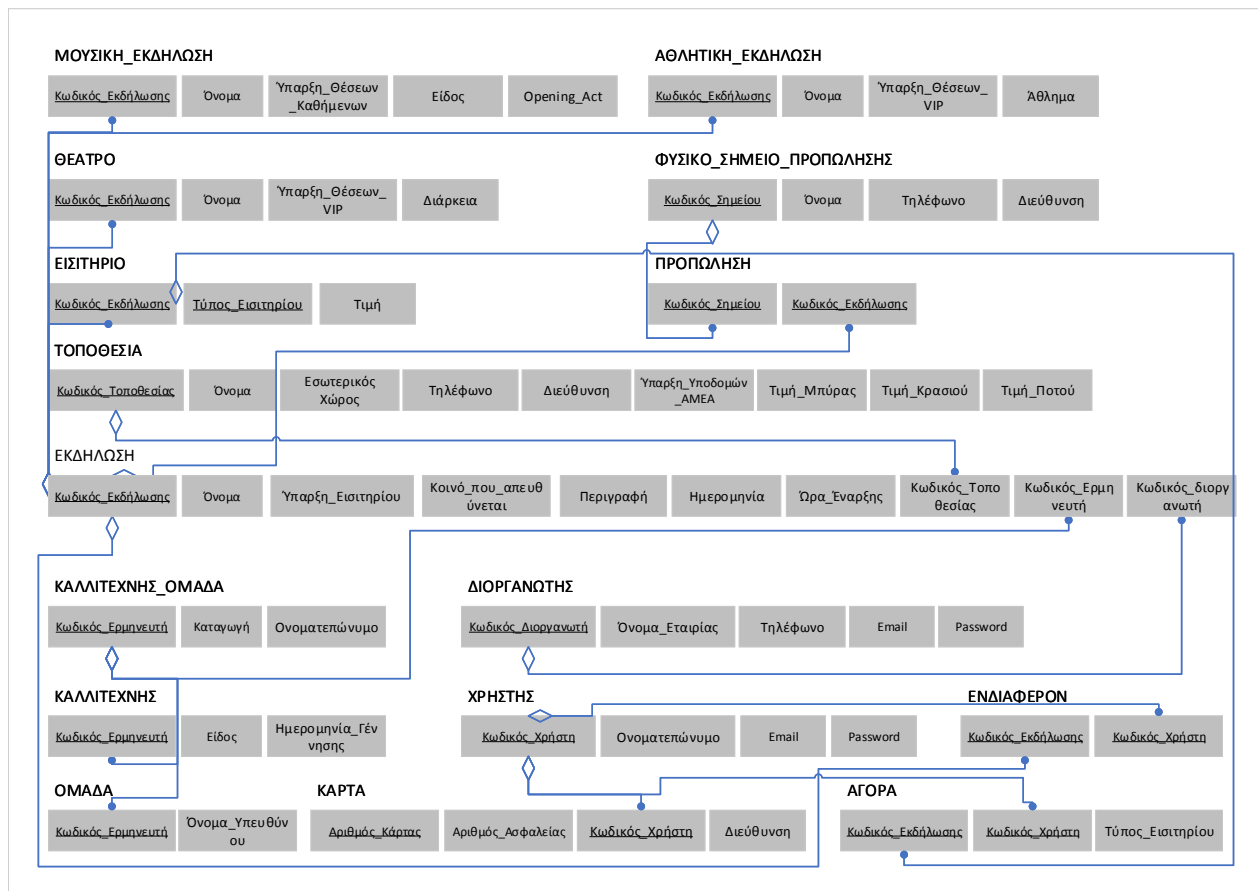 ΜΟΥΣΙΚΗ_ΕΚΔΗΛΩΣΗ
Κωδικός_Εκδήλωσης Όνομα Ύπαρξη_Θέσεων
_Καθήμενων Είδος Opening_Act
ΑΘΛΗΤΙΚΗ_ΕΚΔΗΛΩΣΗ
Κωδικός_Εκδήλωσης Όνομα Ύπαρξη_Θέσεων_
VIP Άθλημα
ΘΕΑΤΡΟ
Κωδικός_Εκδήλωσης Όνομα Ύπαρξη_Θέσεων_
VIP Διάρκεια
ΦΥΣΙΚΟ_ΣΗΜΕΙΟ_ΠΡΟΠΩΛΗΣΗΣ
Κωδικός_Σημείου Όνομα Τηλέφωνο Διεύθυνση
ΕΙΣΙΤΗΡΙΟ
Κωδικός_Εκδήλωσης Τύπος_Εισιτηρίου Τιμή
ΠΡΟΠΩΛΗΣΗ
Κωδικός_Σημείου Κωδικός_Εκδήλωσης
ΤΟΠΟΘΕΣΙΑ
Κωδικός_Τοποθεσίας Όνομα Εσωτερικός
Χώρος Τηλέφωνο Διεύθυνση Ύπαρξη_Υποδομών
_ΑΜΕΑ Τιμή_Μπύρας Τιμή_Κρασιού Τιμή_Ποτού
ΕΚΔΗΛΩΣΗ
Κωδικός_Εκδήλωσης Όνομα Ύπαρξη_Εισιτηρίου Κοινό_που_απευθ
ύνεται Περιγραφή Ημερομηνία Ώρα_Έναρξης Κωδικός_Τοπο
θεσίας Κωδικός_Ερμη
νευτή Κωδικός_διοργ
ανωτή
ΚΑΛΛΙΤΕΧΝΗΣ_ΟΜΑΔΑ
Κωδικός_Ερμηνευτή Καταγωγή Ονοματεπώνυμο
ΔΙΟΡΓΑΝΩΤΗΣ
Κωδικός_Διοργανωτή Όνομα_Εταιρίας Τηλέφωνο Email Password
ΚΑΛΛΙΤΕΧΝΗΣ
Κωδικός_Ερμηνευτή Είδος Ημερομηνία_Γέν
νησης
ΧΡΗΣΤΗΣ
Κωδικός_Χρήστη Ονοματεπώνυμο Email Password
ΕΝΔΙΑΦΕΡΟΝ
Κωδικός_Εκδήλωσης Κωδικός_Χρήστη
ΟΜΑΔΑ
Κωδικός_Ερμηνευτή Όνομα_Υπευθύν
ου
ΚΑΡΤΑ
Αριθμός_Κάρτας Αριθμός_Ασφαλείας Κωδικός_Χρήστη Διεύθυνση
ΑΓΟΡΑ
Κωδικός_Εκδήλωσης Κωδικός_Χρήστη Τύπος_Εισιτηρίου